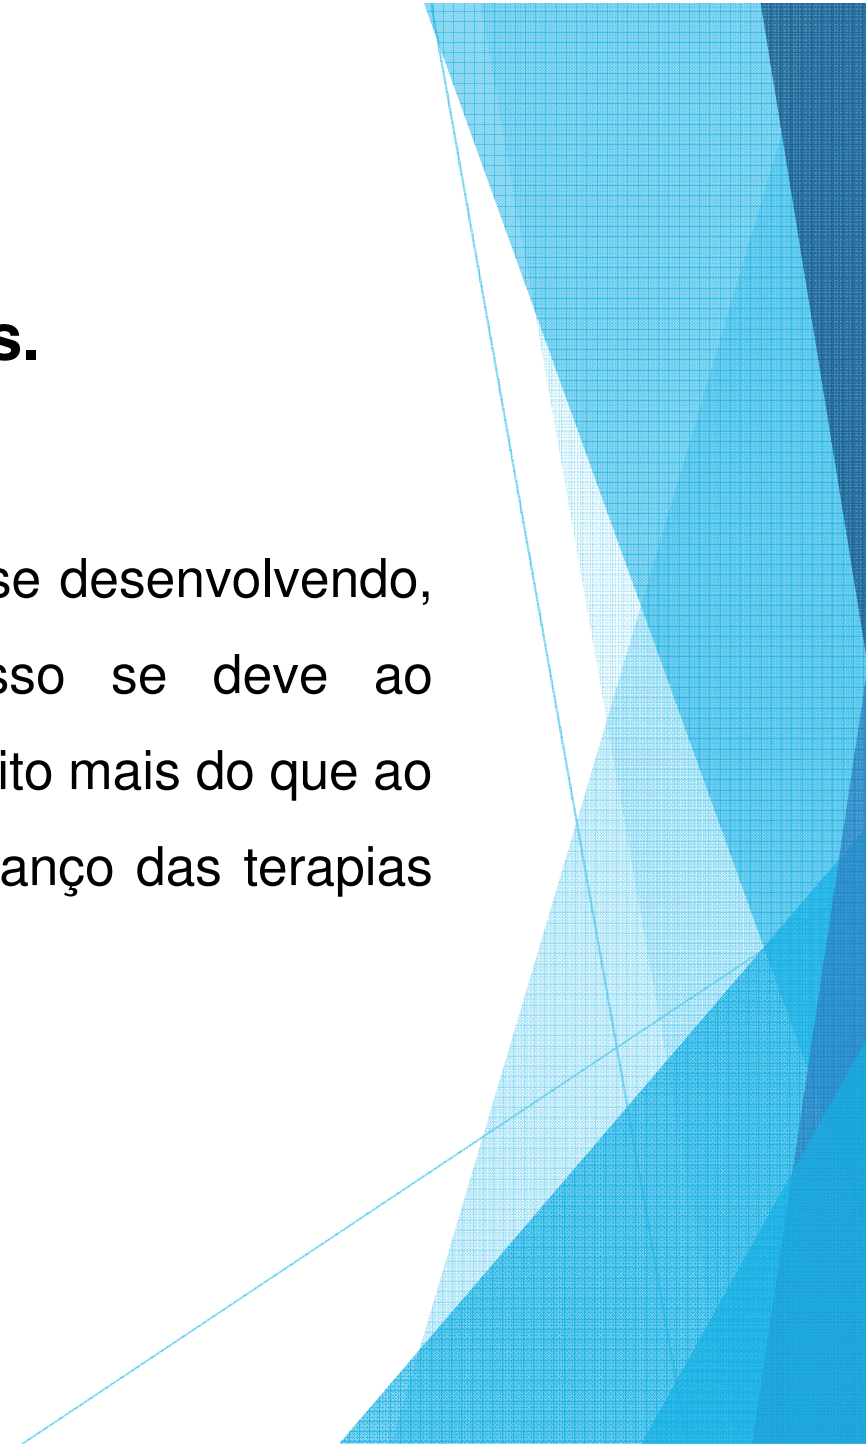 s.
se desenvolvendo,
sso se deve ao
ito mais do que ao
anço das terapias